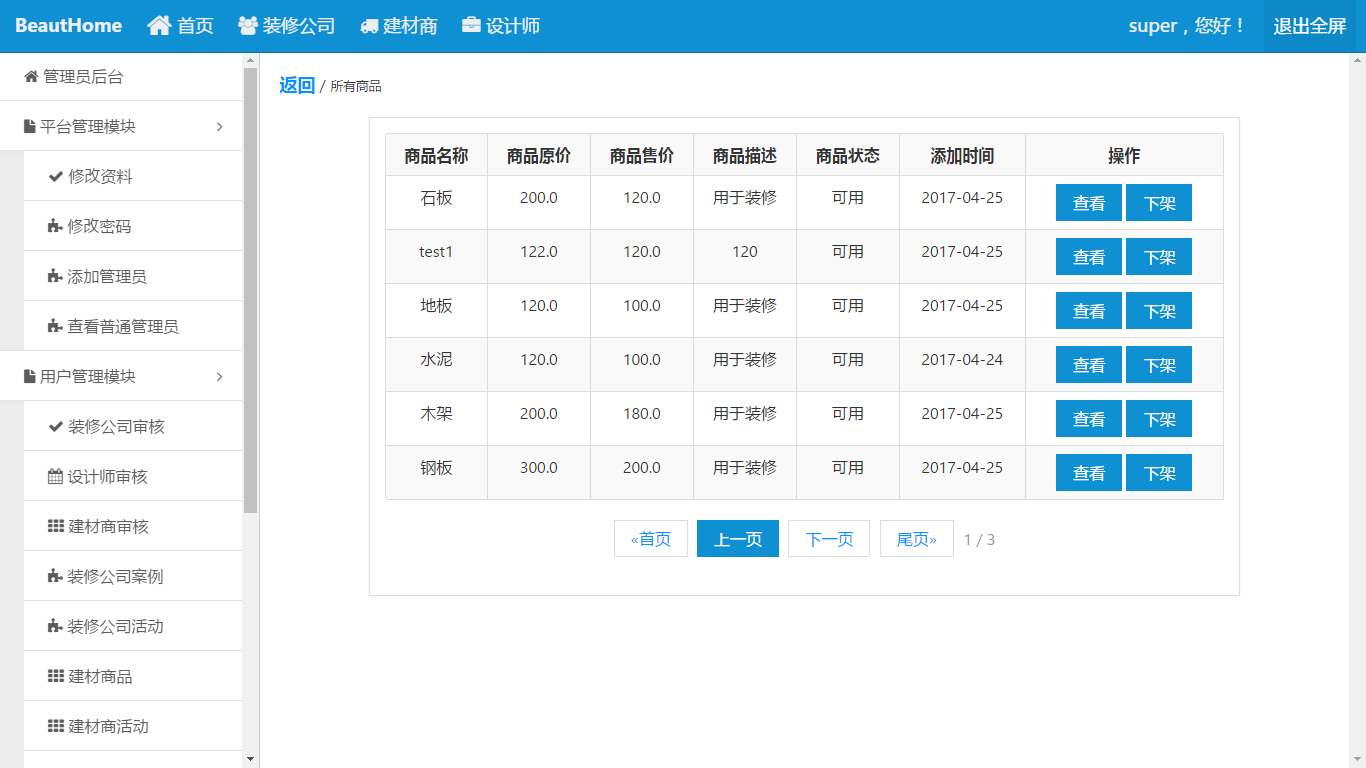 BeautHome 首页 装修公司 建材商 设计师 super，您好！ 退出全屏
管理员后台
平台管理模块
修改资料
修改密码
添加管理员
查看普通管理员
用户管理模块
装修公司审核
设计师审核
建材商审核
装修公司案例
装修公司活动
建材商品
建材商活动
返回 / 所有商品
商品名称 商品原价 商品售价 商品描述 商品状态 添加时间 操作
石板 200.0 120.0 用于装修 可用 2017-04-25 查看 下架
test1 122.0 120.0 120 可用 2017-04-25 查看 下架
地板 120.0 100.0 用于装修 可用 2017-04-25 查看 下架
水泥 120.0 100.0 用于装修 可用 2017-04-24 查看 下架
木架 200.0 180.0 用于装修 可用 2017-04-25 查看 下架
钢板 300.0 200.0 用于装修 可用 2017-04-25 查看 下架
«首页 上一页 下一页 尾页» 1 / 3